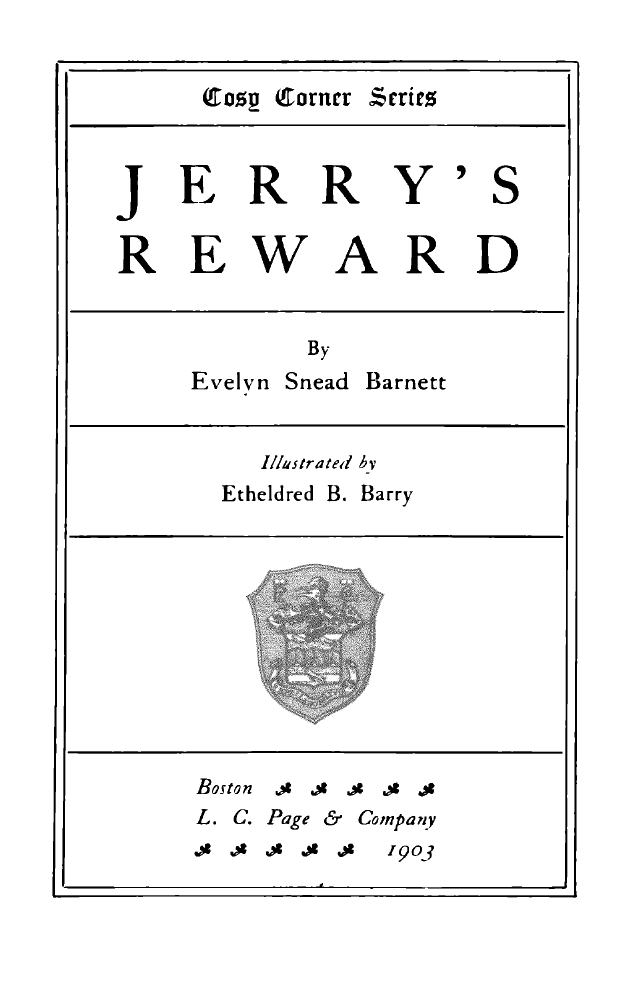 Cosy Corner Series
JERRY'S
REWARD
By
Evelyn Snead Barnett
Illustrated by
Etheldred B. Barry
Boston
L. C. Page & Company
1903